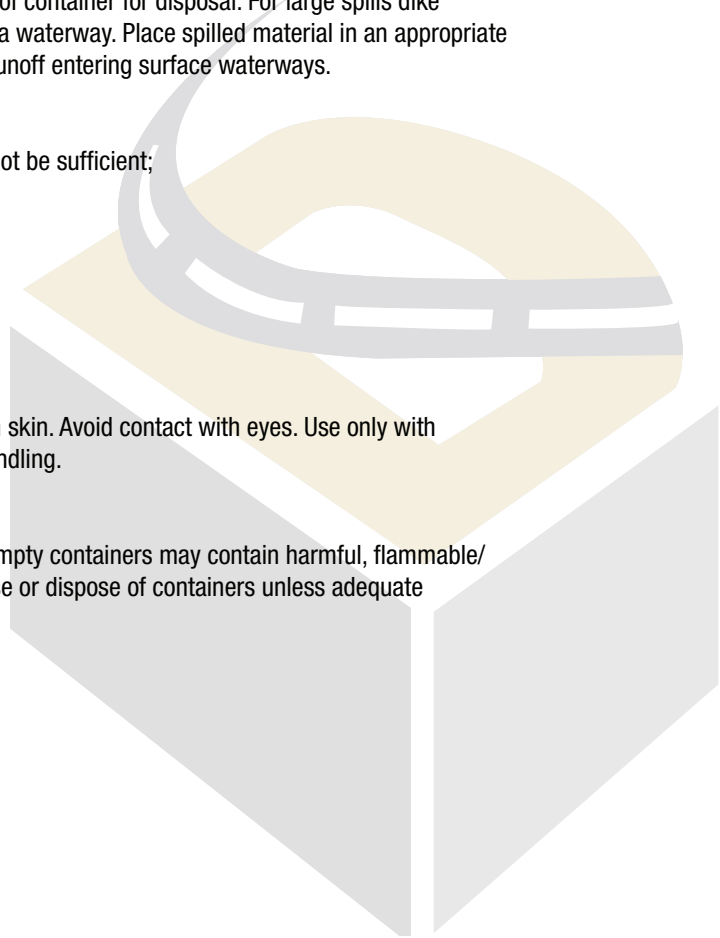 of container for disposal. For large spills dike
a waterway. Place spilled material in an appropriate
unoff entering surface waterways.
ot be sufficient;
skin. Avoid contact with eyes. Use only with
ndling.
mpty containers may contain harmful, flammable/
e or dispose of containers unless adequate